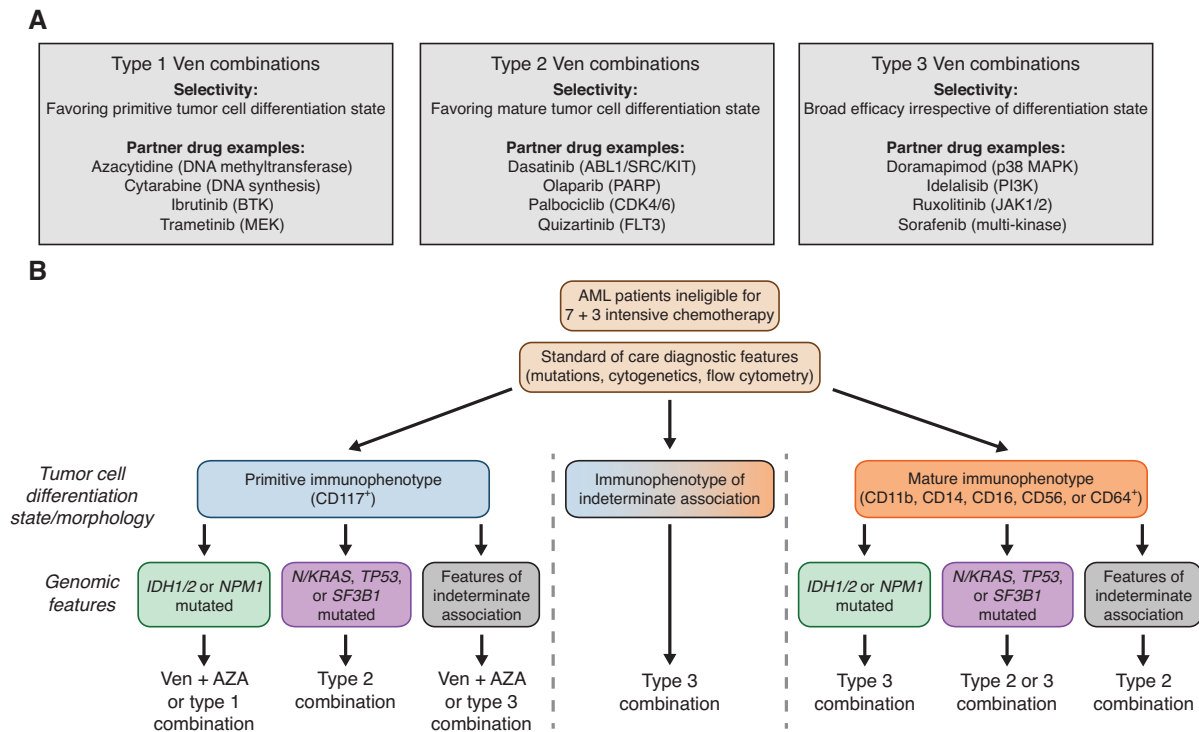 A
Type 1 Ven combinations
Selectivity:
Favoring primitive tumor cell differentiation state
Partner drug examples:
Azacytidine (DNA methyltransferase)
Cytarabine (DNA synthesis)
Ibrutinib (BTK)
Trametinib (MEK)
Type 2 Ven combinations
Selectivity:
Favoring mature tumor cell differentiation state
Partner drug examples:
Dasatinib (ABL1/SRC/KIT)
Olaparib (PARP)
Palbociclib (CDK4/6)
Quizartinib (FLT3)
Type 3 Ven combinations
Selectivity:
Broad efficacy irrespective of differentiation state
Partner drug examples:
Doramapimod (p38 MAPK)
Idelalisib (PI3K)
Ruxolitinib (JAK1/2)
Sorafenib (multi-kinase)
B
AML patients ineligible for
7 + 3 intensive chemotherapy
Standard of care diagnostic features
(mutations, cytogenetics, flow cytometry)
Tumor cell
differentiation
state/morphology
Primitive immunophenotype
(CD117⁺)
Immunophenotype of
indeterminate association
Mature immunophenotype
(CD11b, CD14, CD16, CD56, or CD64⁺)
Genomic
features
IDH1/2 or NPM1
mutated
N/KRAS, TP53,
or SF3B1
mutated
Features of
indeterminate
association
IDH1/2 or NPM1
mutated
N/KRAS, TP53,
or SF3B1
mutated
Features of
indeterminate
association
Ven + AZA
or type 1
combination
Type 2
combination
Ven + AZA
or type 3
combination
Type 3
combination
Type 3
combination
Type 2 or 3
combination
Type 2
combination